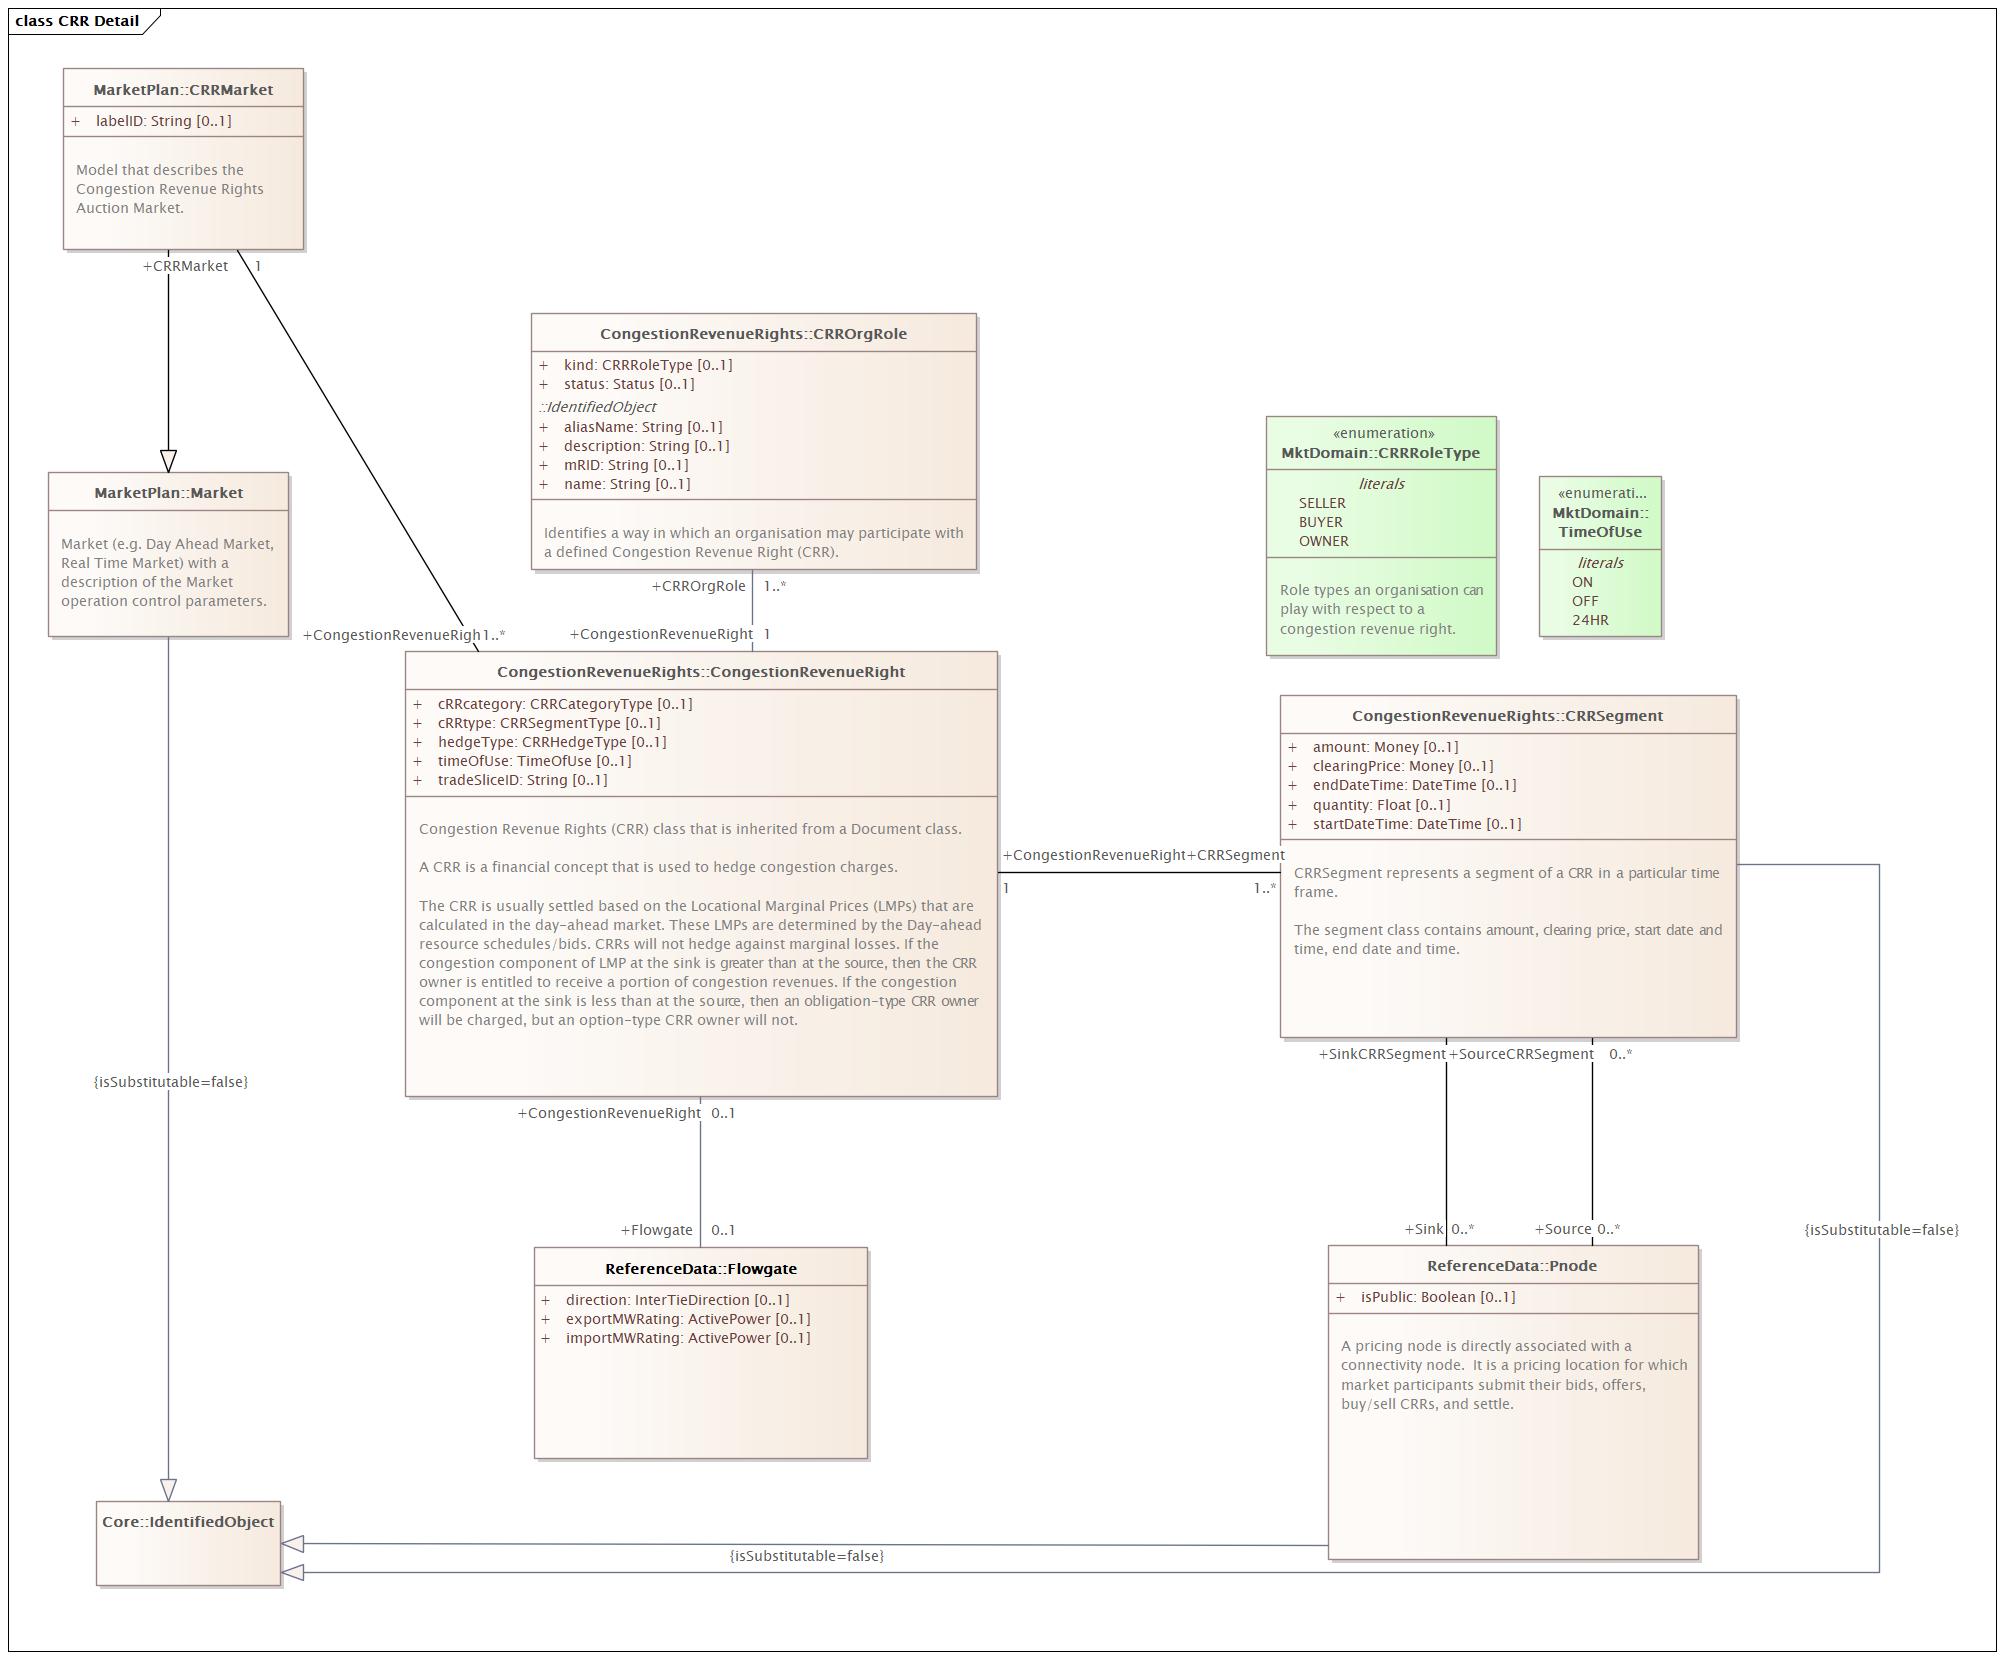 class CRR Detail
MarketPlan::CRRMarket
+ labelID: String [0..1]
Model that describes the
Congestion Revenue Rights
Auction Market.
+CRRMarket 1
CongestionRevenueRights::CRROrgRole
+ kind: CRRRoleType [0..1]
+ status: Status [0..1]
::IdentifiedObject
+ aliasName: String [0..1]
+ description: String [0..1]
+ mRID: String [0..1]
+ name: String [0..1]
Identifies a way in which an organisation may participate with
a defined Congestion Revenue Right (CRR).
+CRROrgRole 1..*
+CongestionRevenueRight 1
«enumeration»
MktDomain::CRRRoleType
literals
SELLER
BUYER
OWNER
Role types an organisation can
play with respect to a
congestion revenue right.
«enumerati...
MktDomain::
TimeOfUse
literals
ON
OFF
24HR
MarketPlan::Market
Market (e.g. Day Ahead Market,
Real Time Market) with a
description of the Market
operation control parameters.
+CongestionRevenueRigh1..*
CongestionRevenueRights::CongestionRevenueRight
+ cRRcategory: CRRCategoryType [0..1]
+ cRRtype: CRRSegmentType [0..1]
+ hedgeType: CRRHedgeType [0..1]
+ timeOfUse: TimeOfUse [0..1]
+ tradeSliceID: String [0..1]
Congestion Revenue Rights (CRR) class that is inherited from a Document class.
A CRR is a financial concept that is used to hedge congestion charges.
The CRR is usually settled based on the Locational Marginal Prices (LMPs) that are
calculated in the day-ahead market. These LMPs are determined by the Day-ahead
resource schedules/bids. CRRs will not hedge against marginal losses. If the
congestion component of LMP at the sink is greater than at the source, then the CRR
owner is entitled to receive a portion of congestion revenues. If the congestion
component at the sink is less than at the source, then an obligation-type CRR owner
will be charged, but an option-type CRR owner will not.
+CongestionRevenueRight+CRRSegment
1 1..*
CongestionRevenueRights::CRRSegment
+ amount: Money [0..1]
+ clearingPrice: Money [0..1]
+ endDateTime: DateTime [0..1]
+ quantity: Float [0..1]
+ startDateTime: DateTime [0..1]
CRRSegment represents a segment of a CRR in a particular time
frame.
The segment class contains amount, clearing price, start date and
time, end date and time.
+SinkCRRSegment +SourceCRRSegment 0..*
{isSubstitutable=false}
+CongestionRevenueRight 0..1
+Flowgate 0..1
+Sink 0..* +Source 0..*
{isSubstitutable=false}
ReferenceData::Flowgate
+ direction: InterTieDirection [0..1]
+ exportMWRating: ActivePower [0..1]
+ importMWRating: ActivePower [0..1]
ReferenceData::Pnode
+ isPublic: Boolean [0..1]
A pricing node is directly associated with a
connectivity node. It is a pricing location for which
market participants submit their bids, offers,
buy/sell CRRs, and settle.
Core::IdentifiedObject
{isSubstitutable=false}